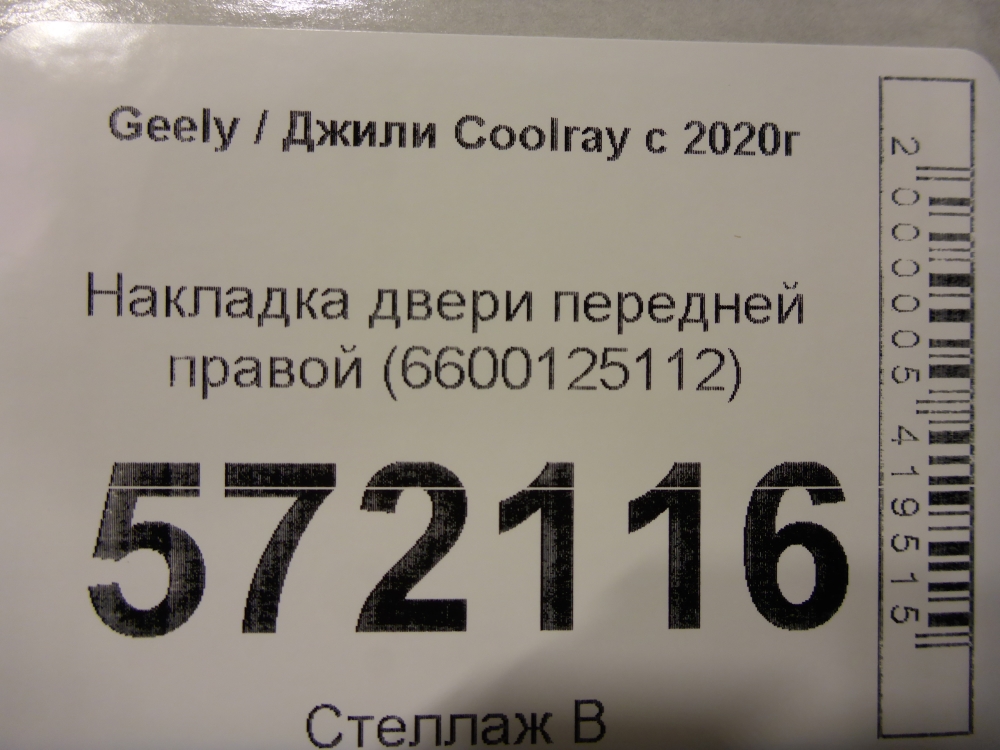 Geely / Джили Coolray с 2020г
Накладка двери передней
правой (6600125112)
572116
Стеллаж В
2000005419515